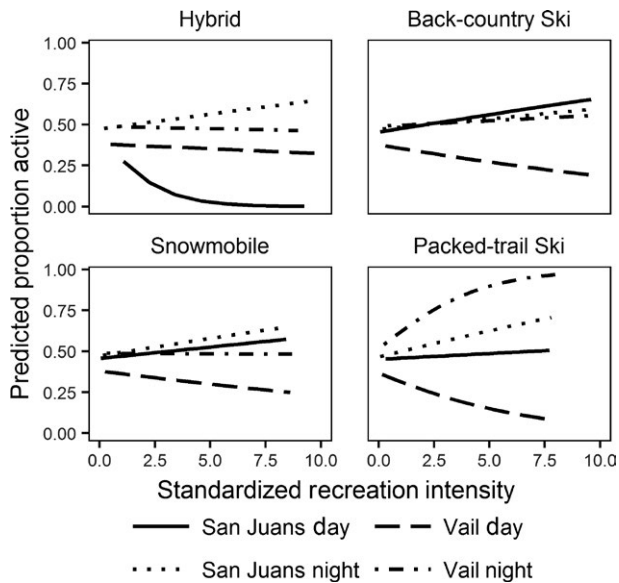 Hybrid Back-country Ski
1.00
0.75
0.50
0.25
0.00
Snowmobile Packed-trail Ski
1.00
0.75
0.50
0.25
0.00
0.0 2.5 5.0 7.5 10.0 0.0 2.5 5.0 7.5 10.0
Predicted proportion active
Standardized recreation intensity
San Juans day Vail day
San Juans night Vail night